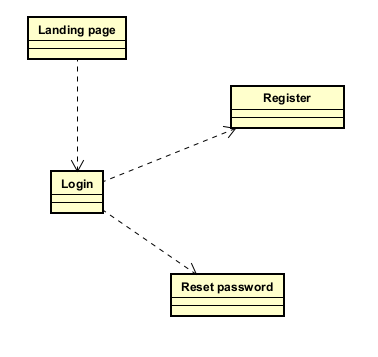 Landing page
Register
Login
Reset password